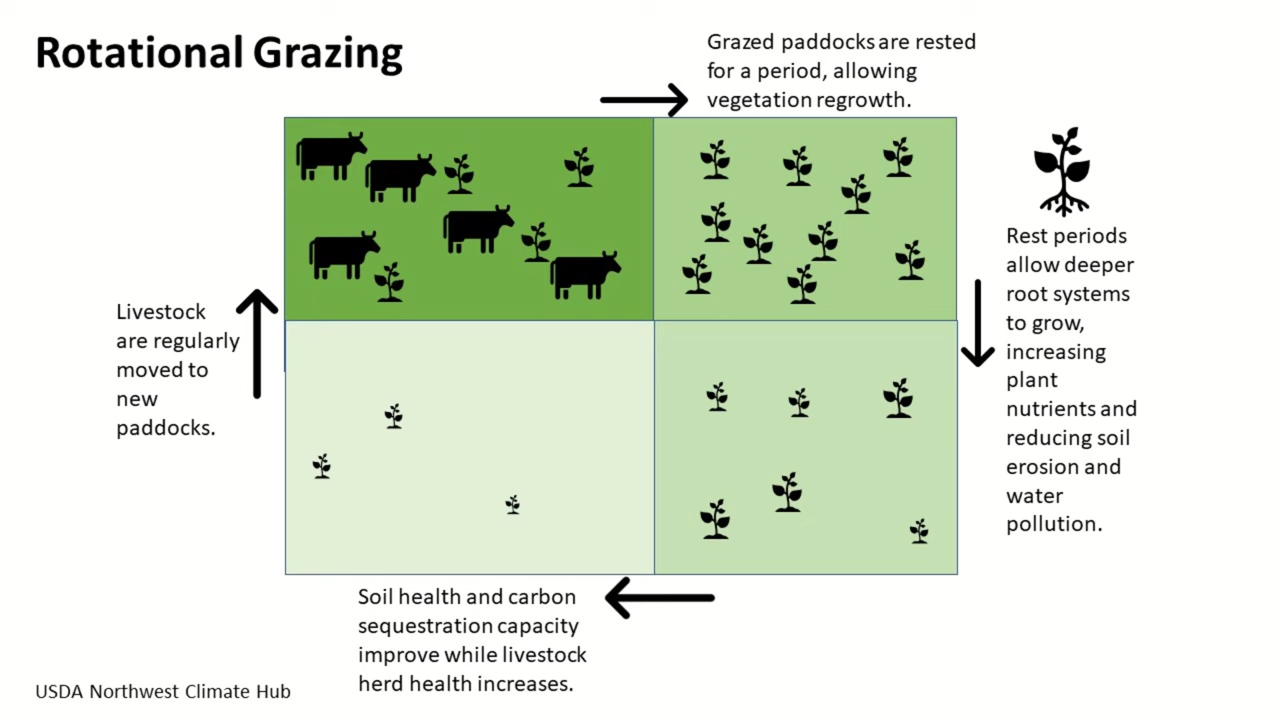 Rotational Grazing
Grazed paddocks are rested
for a period, allowing
vegetation regrowth.
Rest periods
allow deeper
root systems
to grow,
increasing
plant
nutrients and
reducing soil
erosion and
water
pollution.
Livestock
are regularly
moved to
new
paddocks.
Soil health and carbon
sequestration capacity
improve while livestock
herd health increases.
USDA Northwest Climate Hub